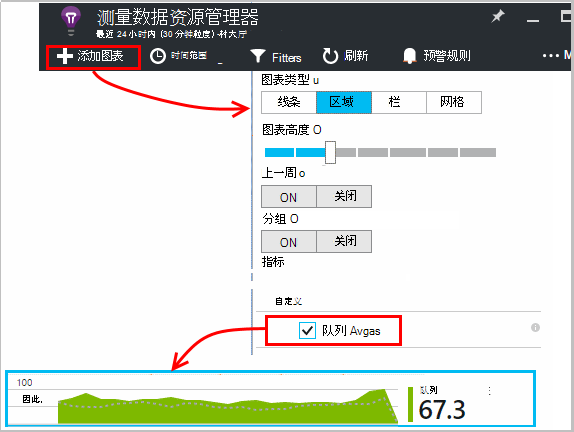 测量数据资源管理器
最近 24 小时内 (30 分钟粒度) -材大厅
添加图表 时间范围 Fitters 刷新 预警规则 ... M
图表类型 u
线条 区域 栏 网格
图表高度 O
上一周 o
ON 关闭
分组 O
ON 关闭
指标
自定义
队列 Avgas
100
因此,
队列
67.3